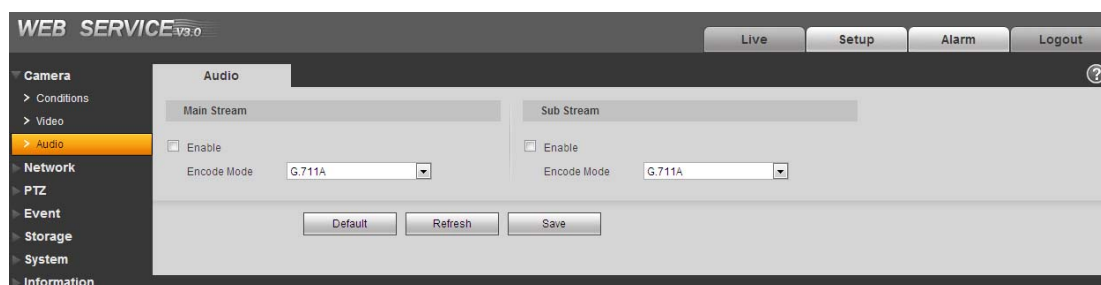 WEB SERVICE V3.0
Live
Setup
Alarm
Logout
Camera
> Conditions
> Video
> Audio
Network
PTZ
Event
Storage
System
Information
Audio
?
Main Stream
Enable
Encode Mode
G.711A
Sub Stream
Enable
Encode Mode
G.711A
Default
Refresh
Save